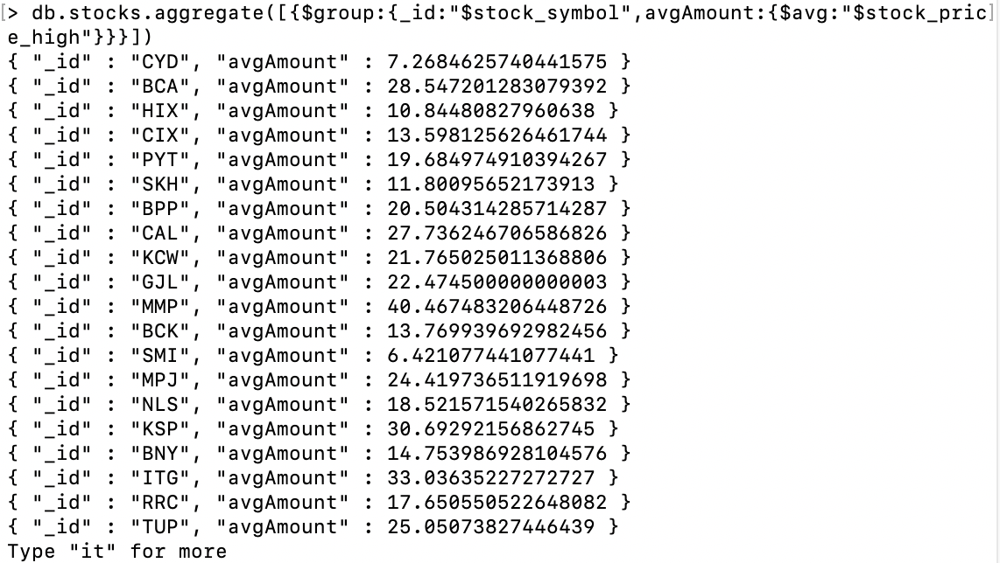 [> db.stocks.aggregate([{$group:{_id:"$stock_symbol",avgAmount:{$avg:"$stock_pric]
e_high"}}}])
{ "_id" : "CYD", "avgAmount" : 7.2684625740441575 }
{ "_id" : "BCA", "avgAmount" : 28.547201283079392 }
{ "_id" : "HIX", "avgAmount" : 10.84480827960638 }
{ "_id" : "CIX", "avgAmount" : 13.598125626461744 }
{ "_id" : "PYT", "avgAmount" : 19.684974910394267 }
{ "_id" : "SKH", "avgAmount" : 11.80095652173913 }
{ "_id" : "BPP", "avgAmount" : 20.504314285714287 }
{ "_id" : "CAL", "avgAmount" : 27.736246706586826 }
{ "_id" : "KCW", "avgAmount" : 21.765025011368806 }
{ "_id" : "GJL", "avgAmount" : 22.474500000000003 }
{ "_id" : "MMP", "avgAmount" : 40.467483206448726 }
{ "_id" : "BCK", "avgAmount" : 13.769939692982456 }
{ "_id" : "SMI", "avgAmount" : 6.421077441077441 }
{ "_id" : "MPJ", "avgAmount" : 24.419736511919698 }
{ "_id" : "NLS", "avgAmount" : 18.521571540265832 }
{ "_id" : "KSP", "avgAmount" : 30.69292156862745 }
{ "_id" : "BNY", "avgAmount" : 14.753986928104576 }
{ "_id" : "ITG", "avgAmount" : 33.03635227272727 }
{ "_id" : "RRC", "avgAmount" : 17.650550522648082 }
{ "_id" : "TUP", "avgAmount" : 25.05073827446439 }
Type "it" for more